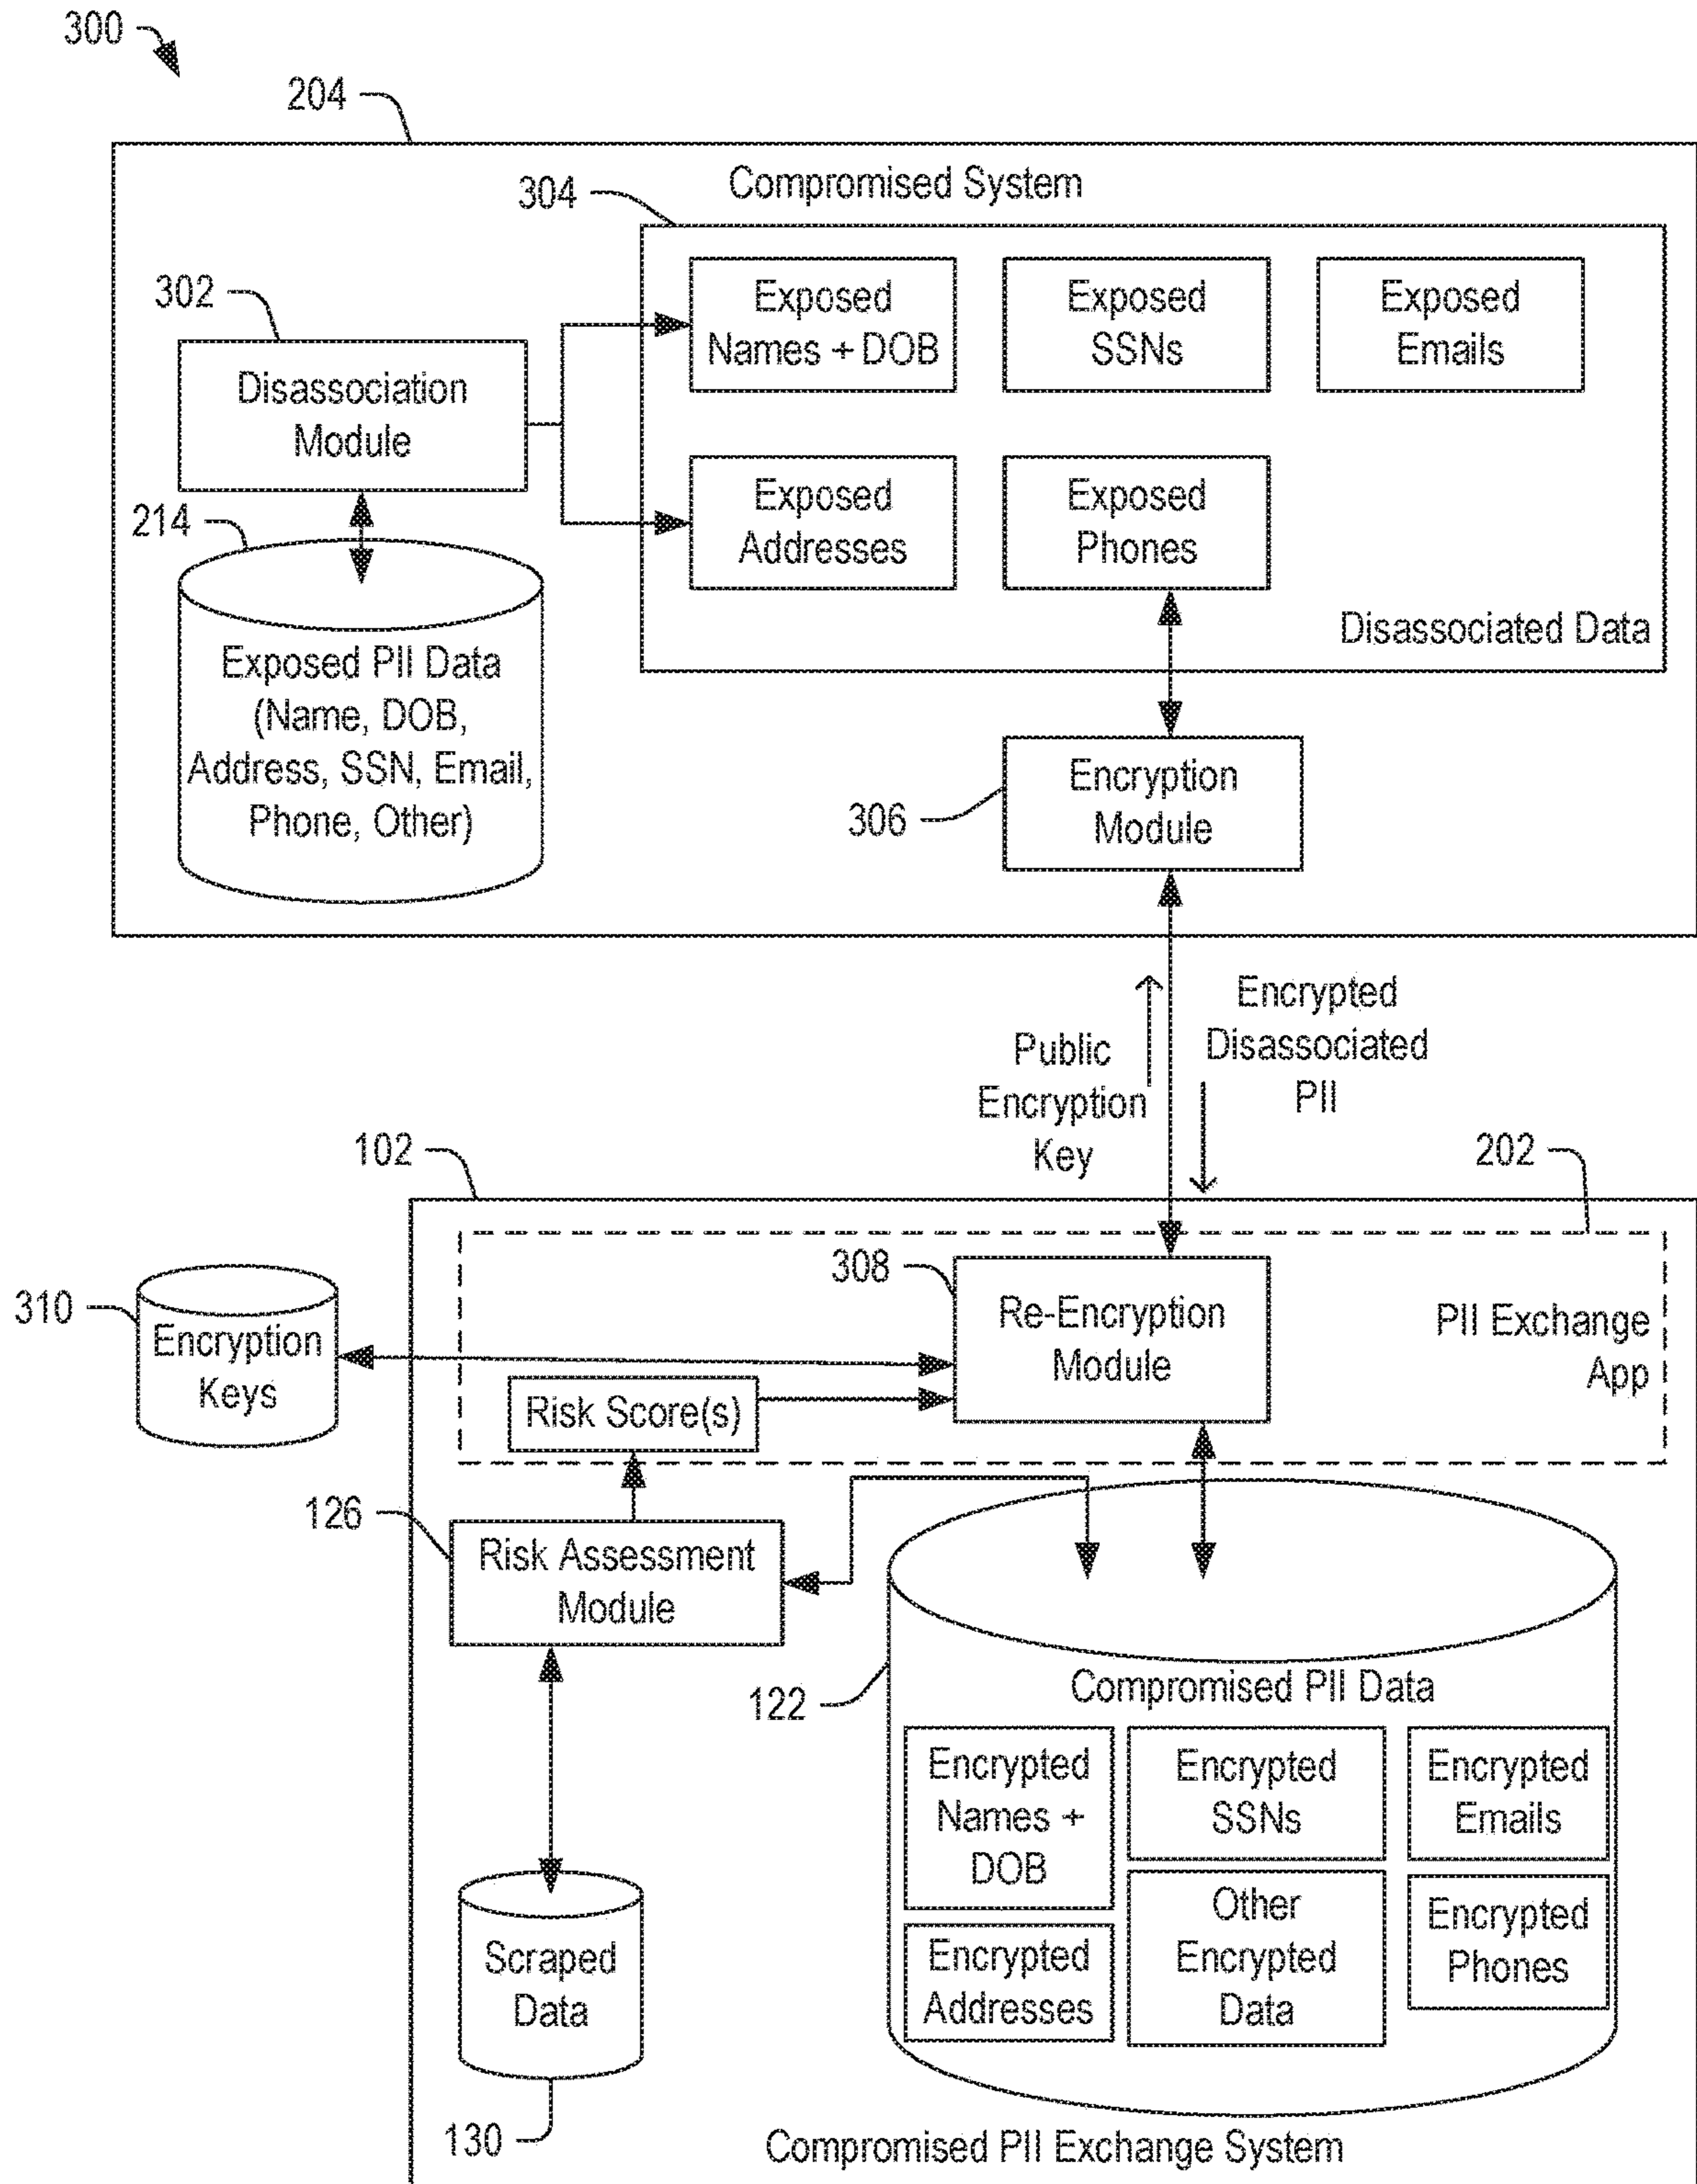 300
204
Compromised System
304
302
Exposed
Names + DOB
Exposed
SSNs
Exposed
Emails
Disassociation
Module
Exposed
Addresses
Exposed
Phones
214
Disassociated Data
Exposed PII Data
(Name, DOB,
Address, SSN, Email,
Phone, Other)
306
Encryption
Module
Public
Encryption
Key
Encrypted
Disassociated
PII
102
202
308
Re-Encryption
Module
PII Exchange
App
310
Encryption
Keys
Risk Score(s)
126
Risk Assessment
Module
122
Compromised PII Data
Encrypted
Names +
DOB
Encrypted
SSNs
Encrypted
Emails
Encrypted
Addresses
Other
Encrypted
Data
Encrypted
Phones
Scraped
Data
130
Compromised PII Exchange System